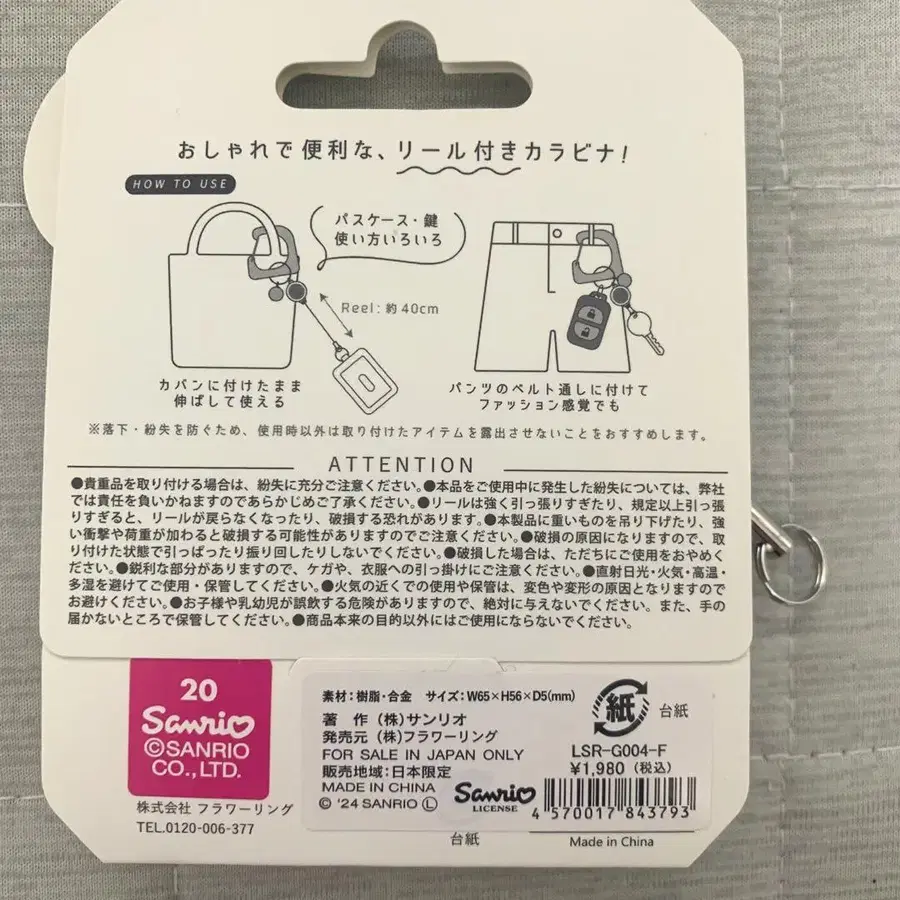 おしゃれで便利な、リール付きカラビナ!
HOW TO USE
パスケース・鍵
使い方いろいろ
Reel:約40cm
カバンに付けたまま
伸ばして使える
パンツのベルト通しに付けて
ファッション感覚でも
※落下・紛失を防ぐため、使用時以外は取り付けたアイテムを露出させないことをおすすめします。
ATTENTION
●貴重品を取り付ける場合は、紛失に充分ご注意ください。●本品をご使用中に発生した紛失については、弊社
では責任を負いかねますのであらかじめご了承ください。●リールは強く引っ張りすぎたり、規定以上引っ張
りすぎると、リールが戻らなくなったり、破損する恐れがあります。●本製品に重いものを吊り下げたり、強
い衝撃や荷重が加わると破損する可能性がありますのでご注意ください。●破損の原因になりますので、取
り付けた状態で引っぱったり振り回したりしないでください。●破損した場合は、ただちにご使用をおやめく
ださい。●鋭利な部分がありますので、ケガや、衣服への引っ掛けにご注意ください。●直射日光・火気・高温・
多湿を避けてご使用・保管してください。●火気の近くでの使用や保管は、変色や変形の原因となりますので
お避けください。●お子様や乳幼児が誤飲する危険がありますので、絶対に与えないでください。また、手の
届かないところで保管してください。●商品本来の目的以外にはご使用にならないでください。
20
Sanrio
©SANRIO
CO.,LTD.
株式会社 フラワーリング
TEL.0120-006-377
素材:樹脂・合金 サイズ:W65×H56×D5(mm)
著 作 (株)サンリオ
発売元 (株)フラワーリング
FOR SALE IN JAPAN ONLY
販売地域:日本限定
MADE IN CHINA
© '24 SANRIO Ⓛ
Sanrio
LICENSE
紙
台紙
LSR-G004-F
¥1,980(税込)
4 570017 843793
台紙
Made in China